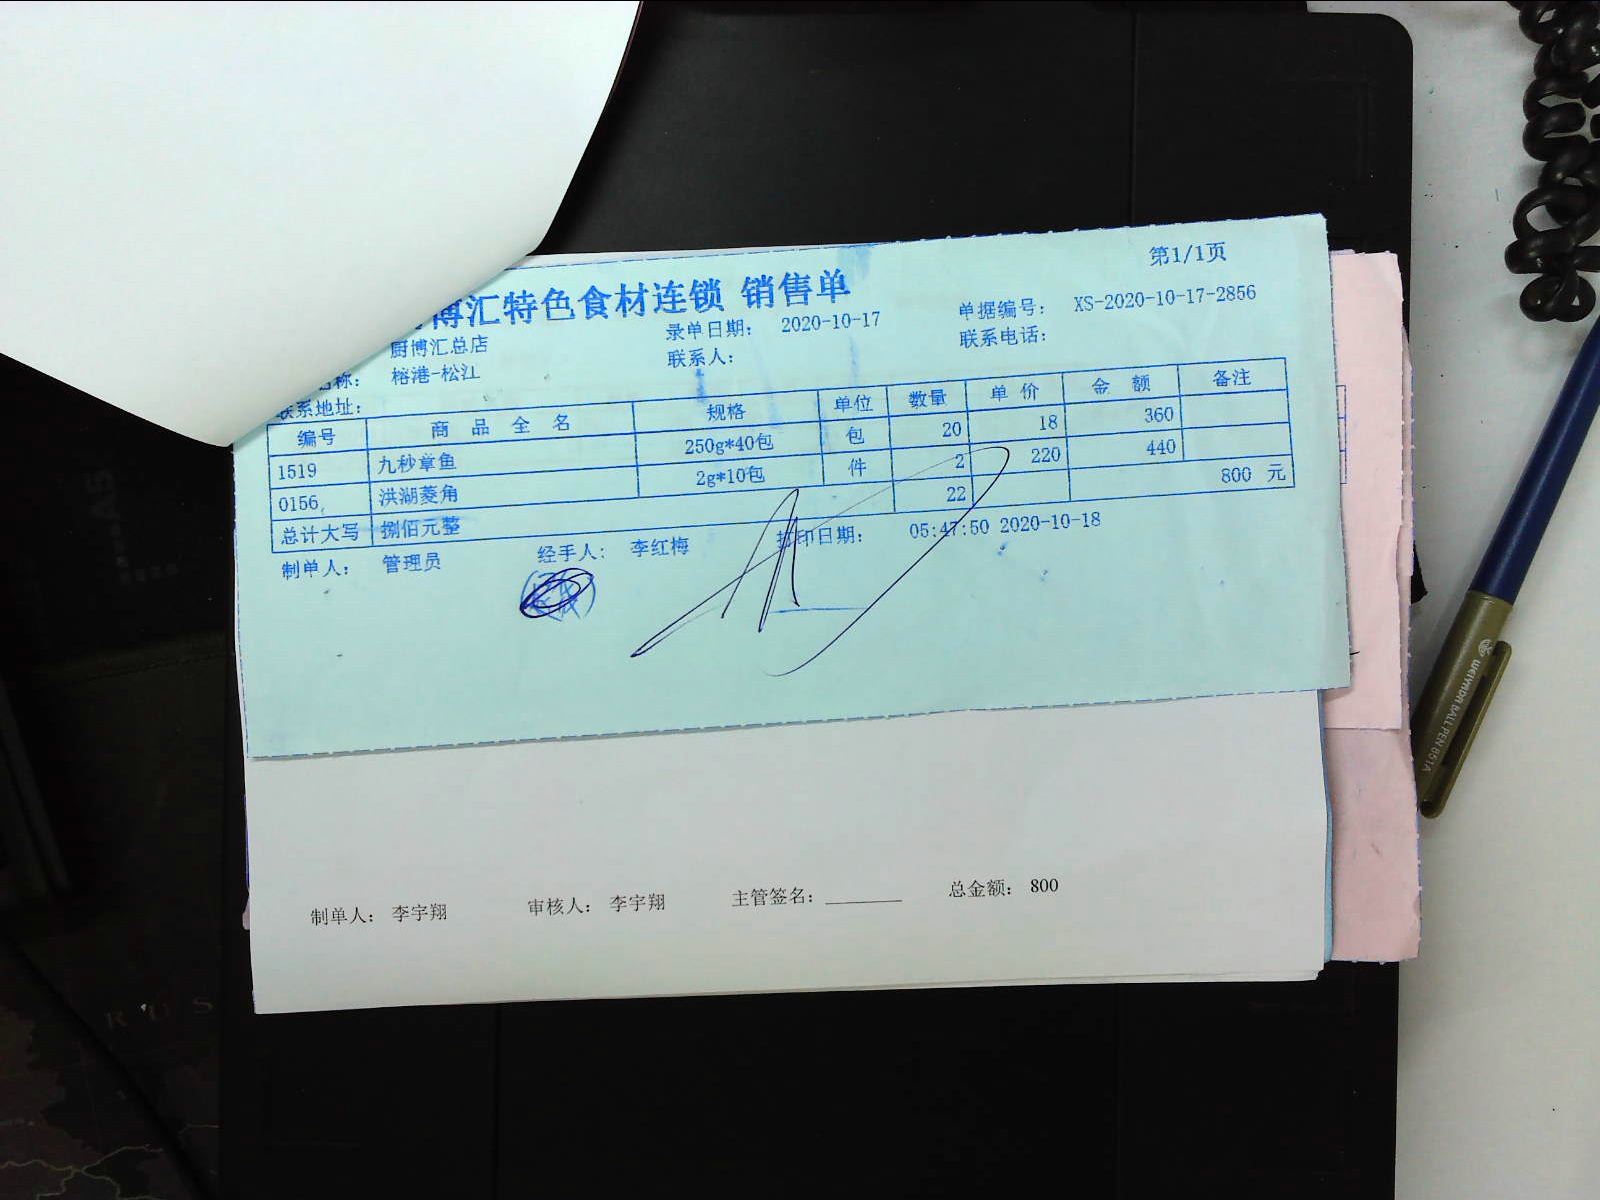 第1/1页
博汇特色食材连锁 销售单
厨博汇总店 录单日期： 2020-10-17 单据编号： XS-2020-10-17-2856
名称： 榕港-松江 联系人： 联系电话：
联系地址：
编号 商 品 全 名 规格 单位 数量 单 价 金 额 备注
1519 九秒章鱼 250g*40包 包 20 18 360
0156 洪湖菱角 2g*10包 件 2 220 440
总计大写 捌佰元整 22 800 元
制单人： 管理员 经手人： 李红梅 打印日期： 05:47:50 2020-10-18
制单人： 李宇翔 审核人： 李宇翔 主管签名： 总金额： 800
WEIYADA BALL PEN 861A
RUS